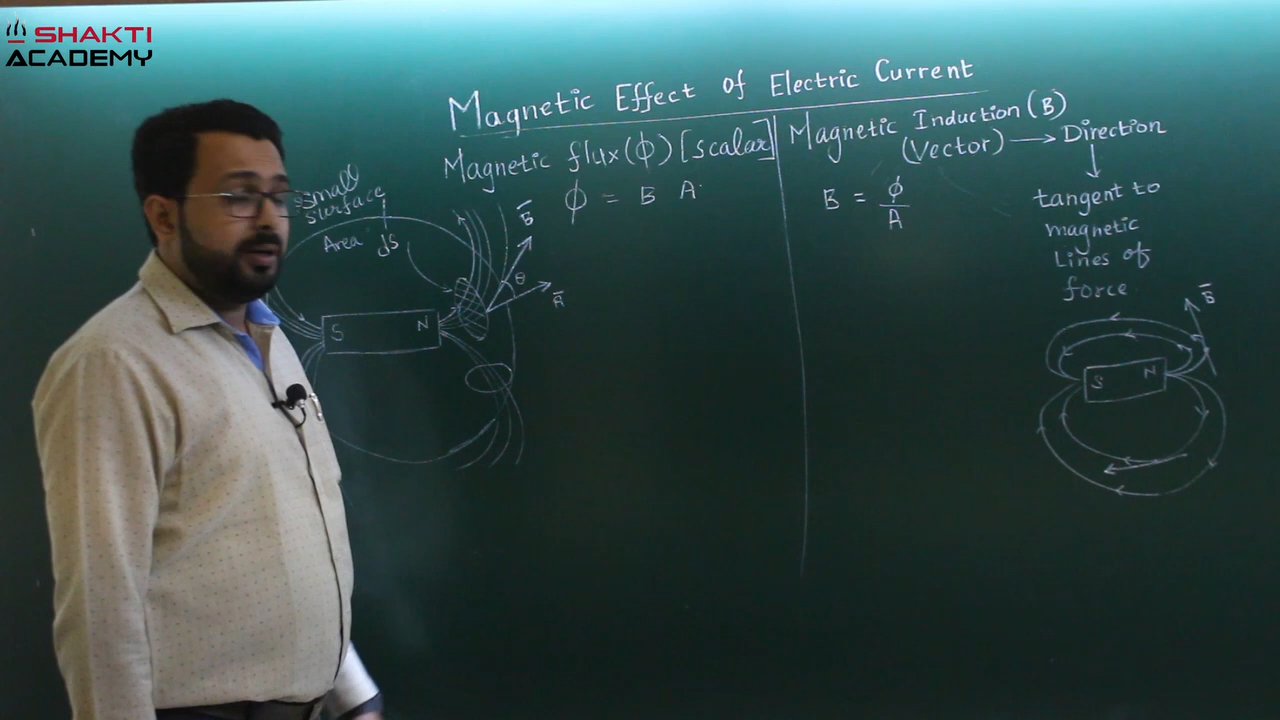 SHAKTI
ACADEMY
Magnetic Effect of Electric Current
Magnetic flux (ϕ) [scalar]
ϕ = B A
small
surface
Area
ds
B̅
θ
A̅
S N
Magnetic Induction (B)
(Vector) → Direction
B = ϕ/A
tangent to
magnetic
Lines of
force
B̅
S N